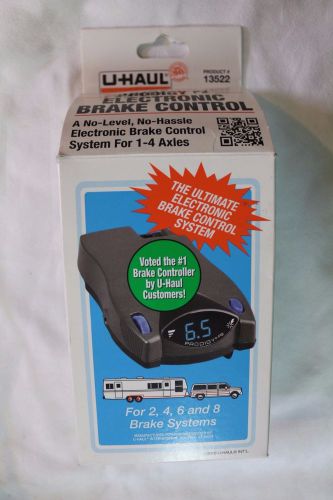 U-HAUL
PRODUCT #
13522
ELECTRONIC
BRAKE CONTROL
A No-Level, No-Hassle
Electronic Brake Control
System For 1-4 Axles
THE ULTIMATE
ELECTRONIC
BRAKE CONTROL
SYSTEM
Voted the #1
Brake Controller
by U-Haul
Customers!
6.5
PRODIGY
For 2, 4, 6 and 8
Brake Systems
U-HAUL INT'L.